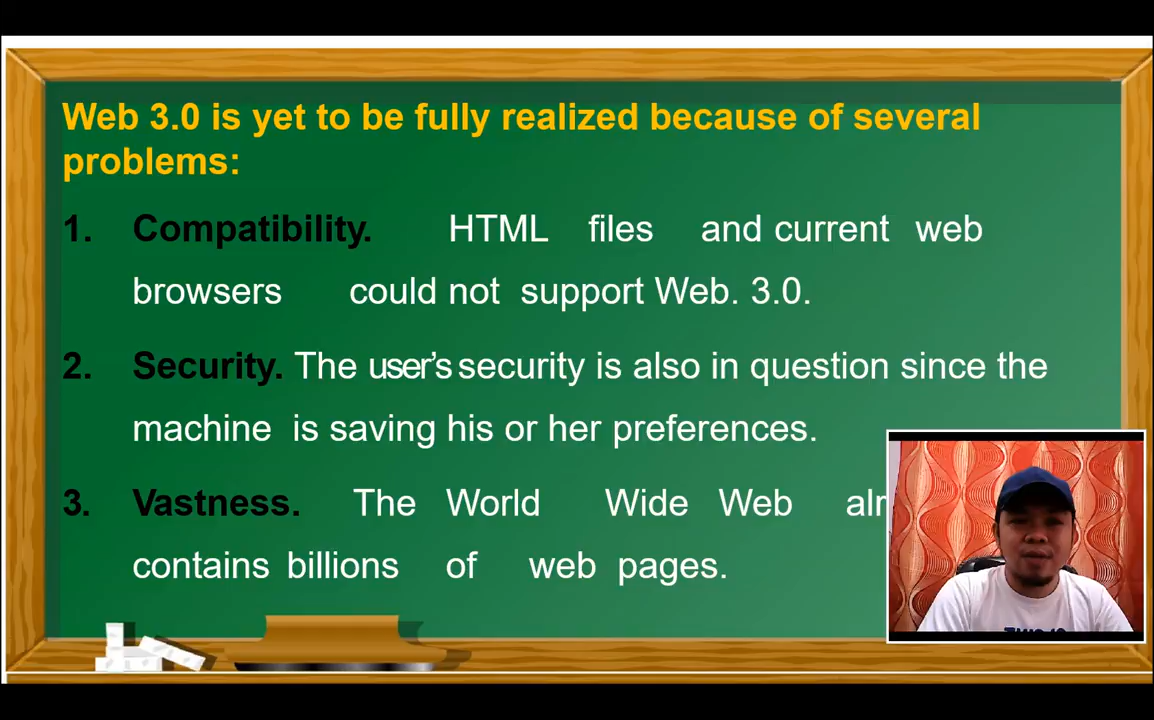 Web 3.0 is yet to be fully realized because of several
problems:
1. Compatibility. HTML files and current web
browsers could not support Web. 3.0.
2. Security. The user's security is also in question since the
machine is saving his or her preferences.
3. Vastness. The World Wide Web
contains billions of web pages.